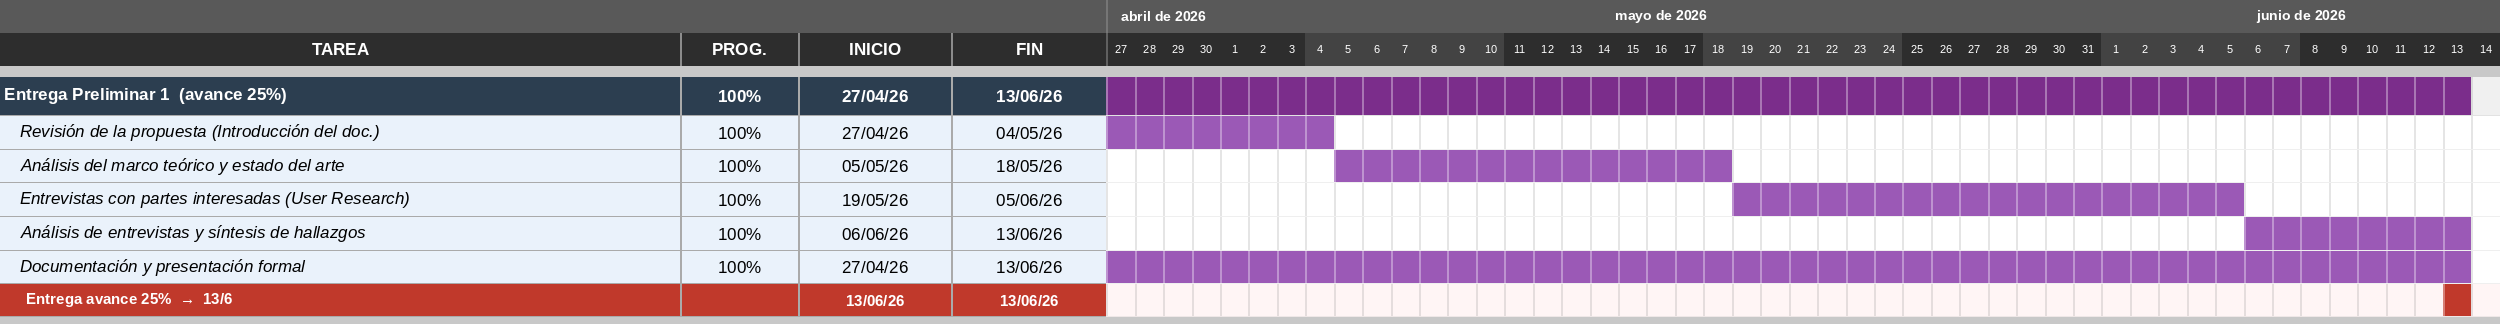 abril de 2026 mayo de 2026 junio de 2026
TAREA PROG. INICIO FIN 27 28 29 30 1 2 3 4 5 6 7 8 9 10 11 12 13 14 15 16 17 18 19 20 21 22 23 24 25 26 27 28 29 30 31 1 2 3 4 5 6 7 8 9 10 11 12 13 14
Entrega Preliminar 1 (avance 25%) 100% 27/04/26 13/06/26
Revisión de la propuesta (Introducción del doc.) 100% 27/04/26 04/05/26
Análisis del marco teórico y estado del arte 100% 05/05/26 18/05/26
Entrevistas con partes interesadas (User Research) 100% 19/05/26 05/06/26
Análisis de entrevistas y síntesis de hallazgos 100% 06/06/26 13/06/26
Documentación y presentación formal 100% 27/04/26 13/06/26
Entrega avance 25% → 13/6 13/06/26 13/06/26